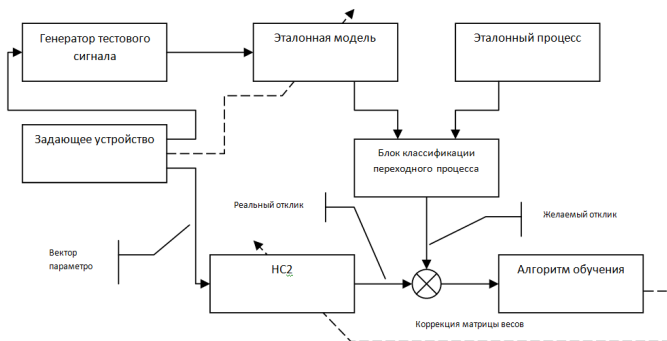 Генератор тестового
сигнала
Эталонная модель
Эталонный процесс
Задающее устройство
Блок классификации
переходного процесса
Реальный отклик
Желаемый отклик
Вектор
параметро
НС2
Алгоритм обучения
Коррекция матрицы весов